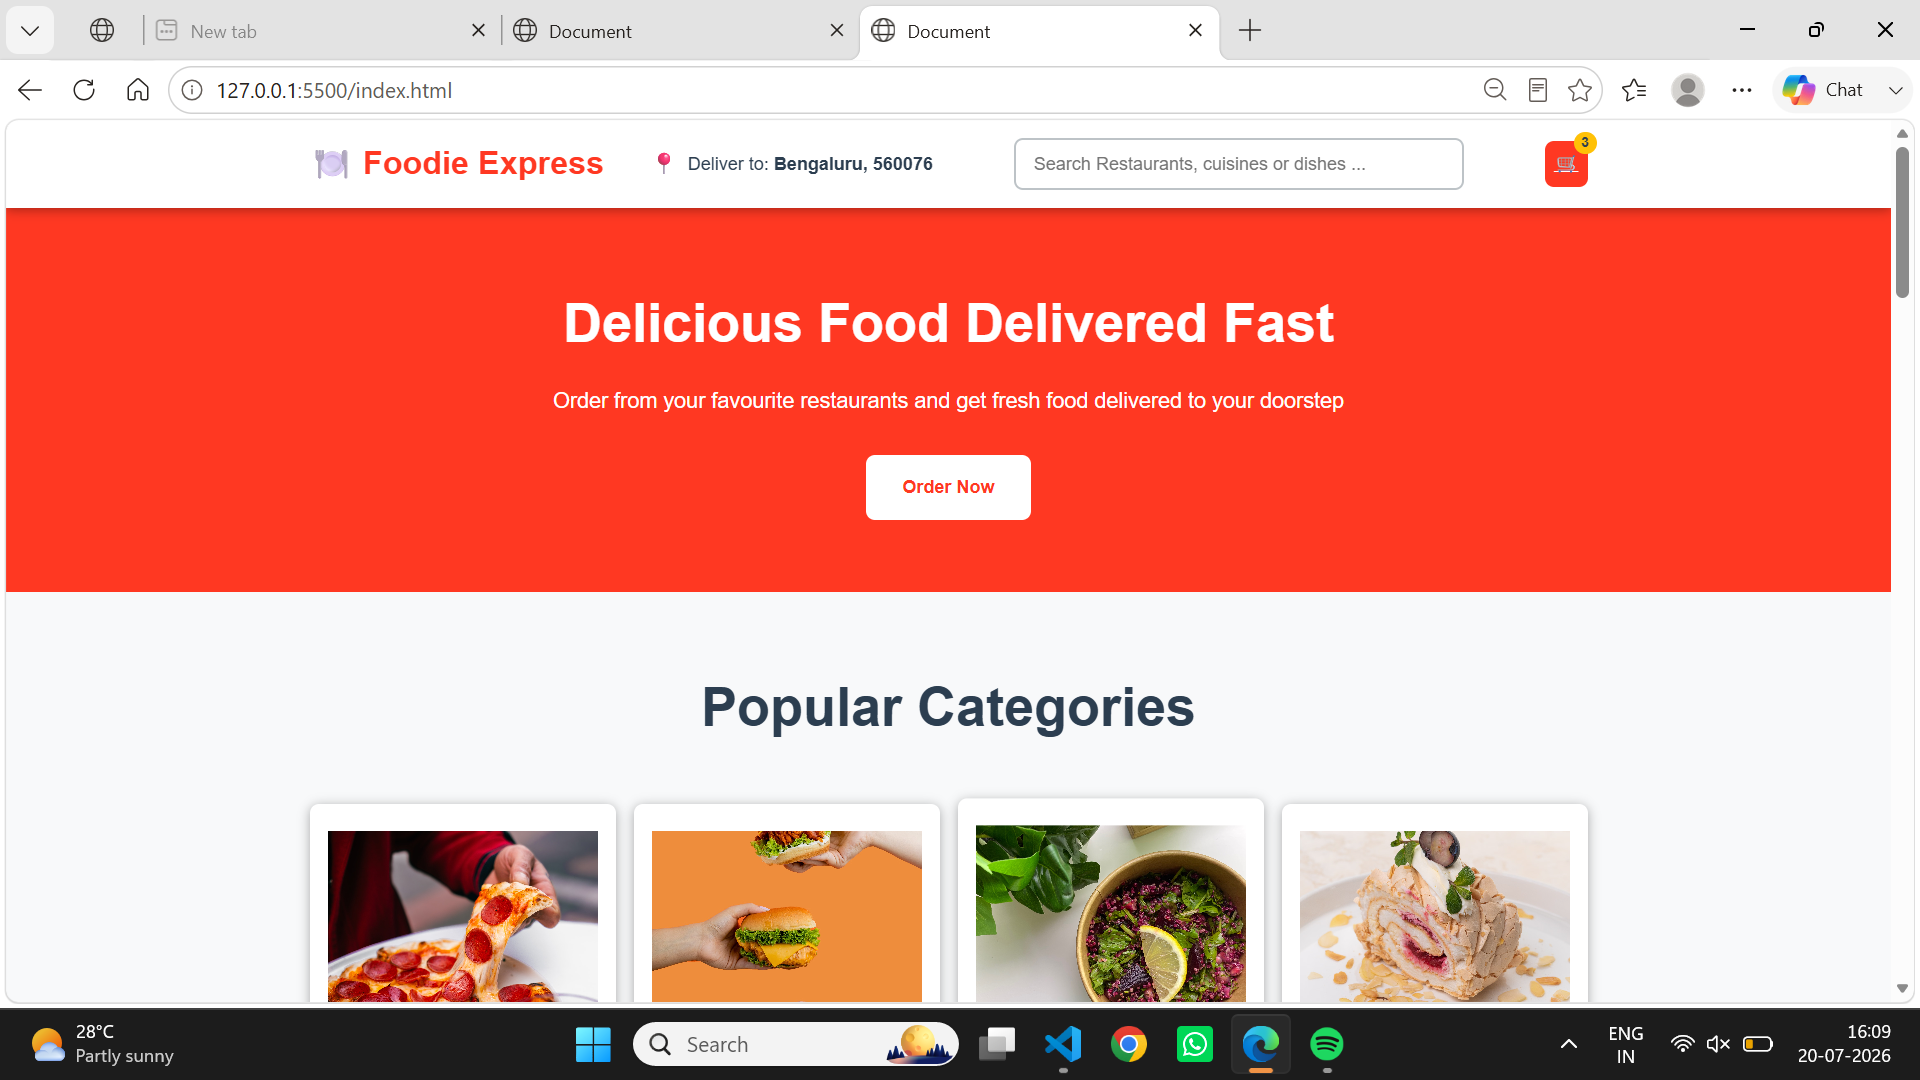 New tab
Document
Document
127.0.0.1:5500/index.html
Chat
Foodie Express
Deliver to: Bengaluru, 560076
Search Restaurants, cuisines or dishes ...
3
Delicious Food Delivered Fast
Order from your favourite restaurants and get fresh food delivered to your doorstep
Order Now
Popular Categories
28°C
Partly sunny
Search
ENG
IN
16:09
20-07-2026